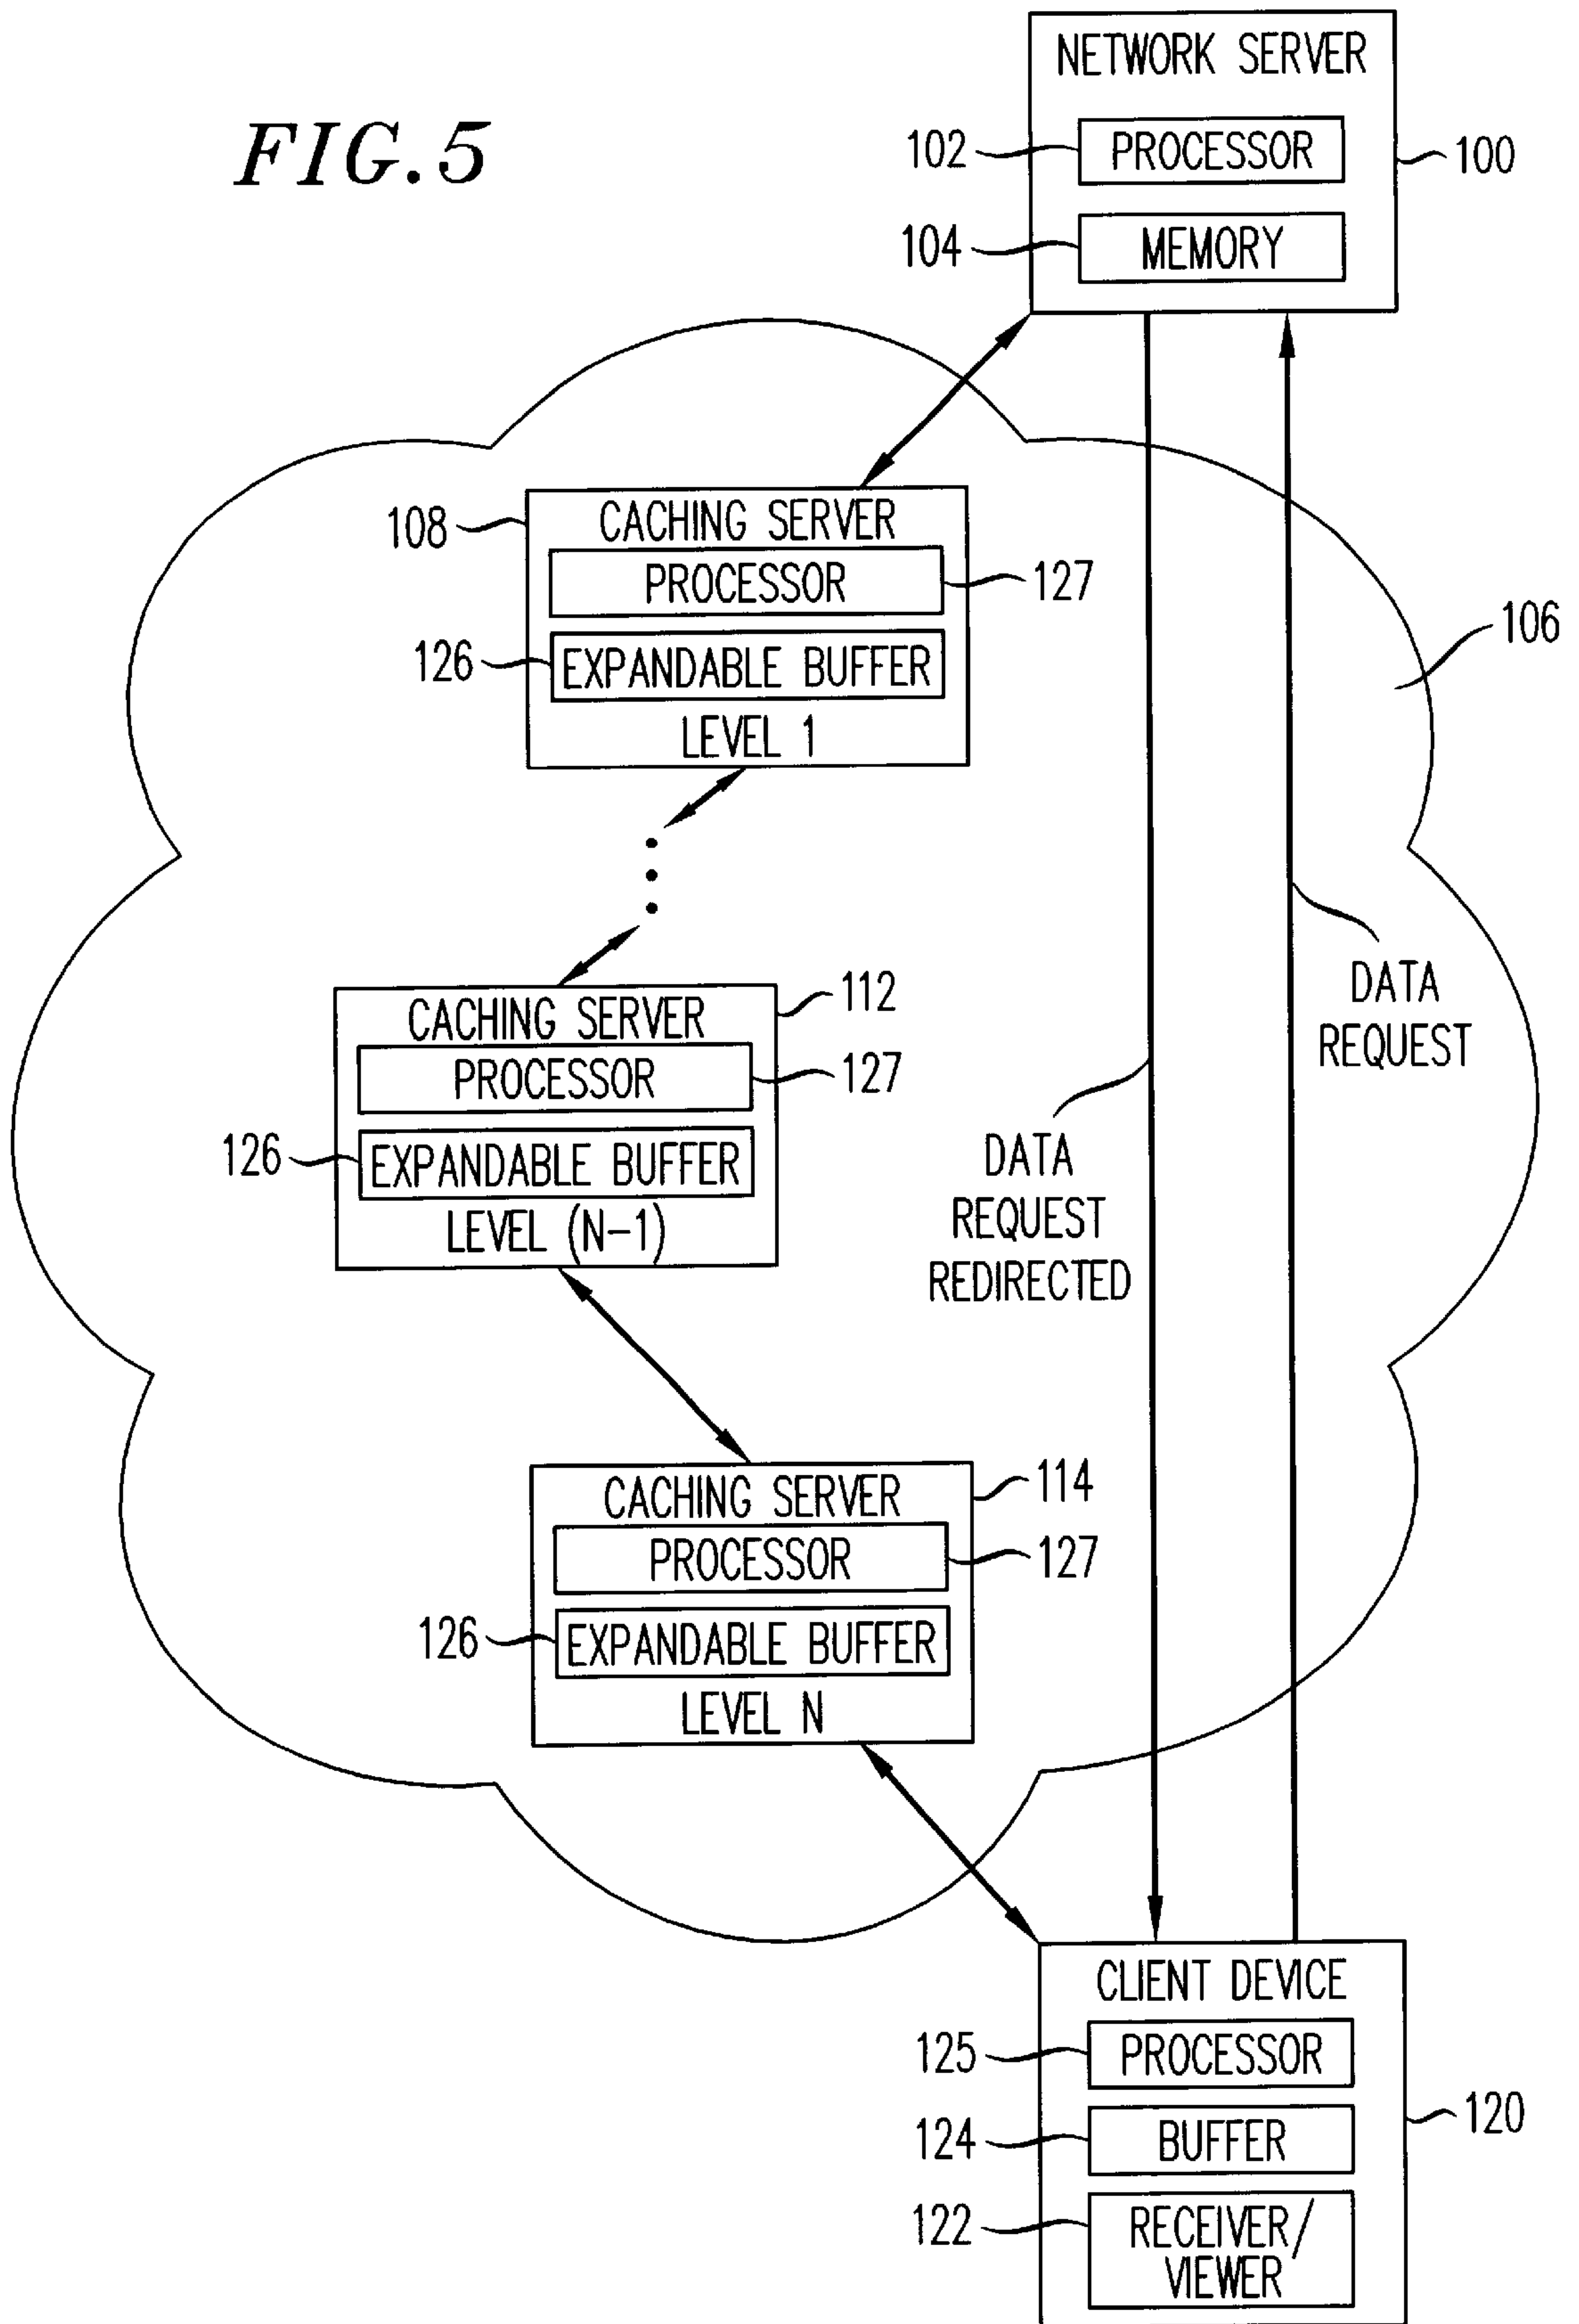 FIG.5
NETWORK SERVER
102
PROCESSOR
100
104
MEMORY
108
CACHING SERVER
PROCESSOR
127
126
EXPANDABLE BUFFER
LEVEL 1
106
112
CACHING SERVER
PROCESSOR
127
126
EXPANDABLE BUFFER
LEVEL (N-1)
DATA
REQUEST
DATA
REQUEST
REDIRECTED
114
CACHING SERVER
PROCESSOR
127
126
EXPANDABLE BUFFER
LEVEL N
CLIENT DEVICE
125
PROCESSOR
124
BUFFER
120
122
RECEIVER/
VIEWER